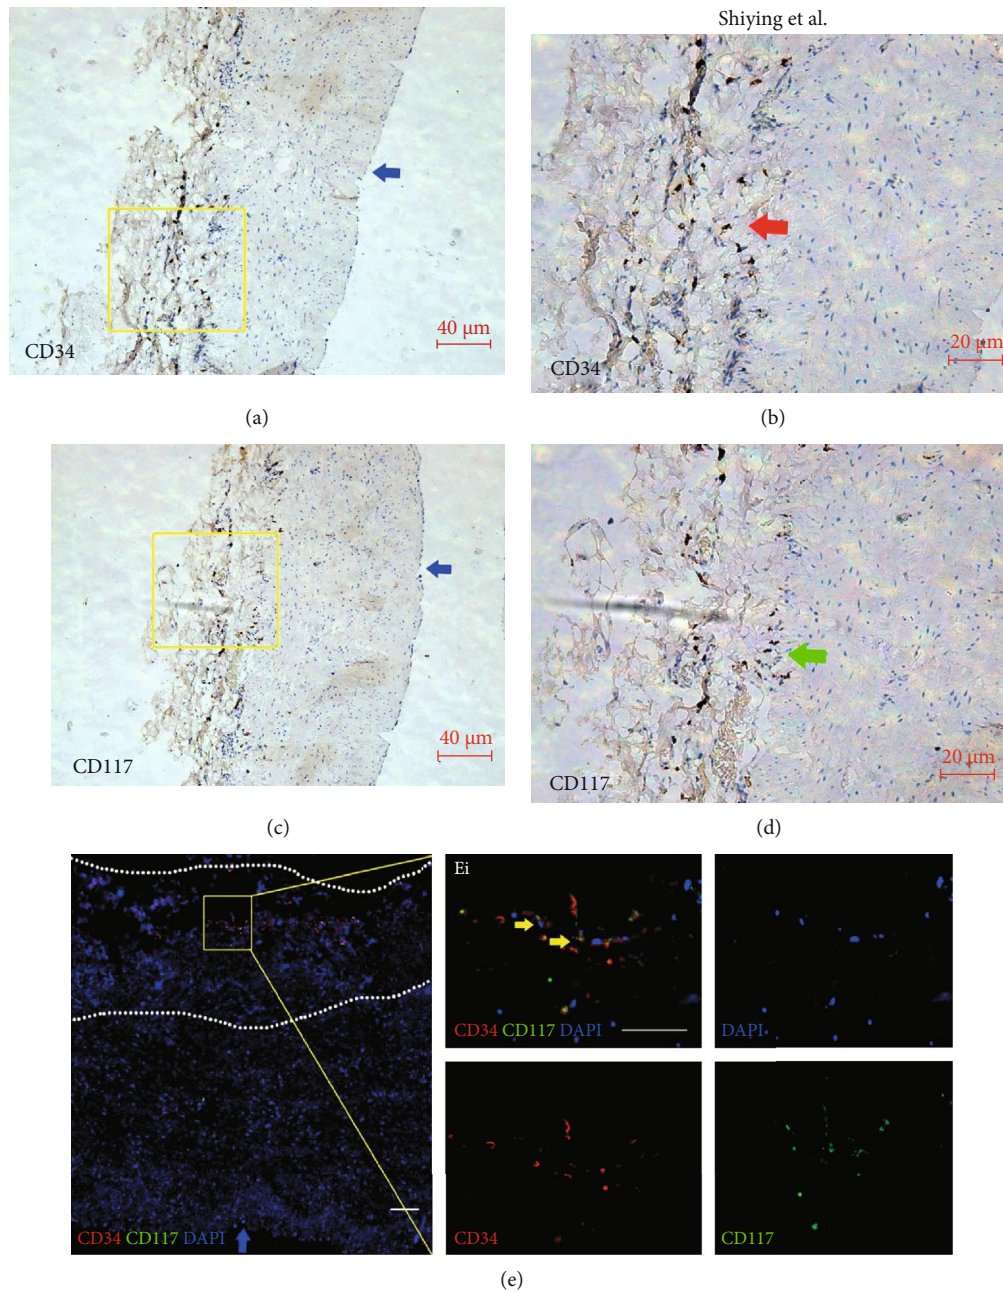 Shiying et al.
CD34
40 μm
(a)
CD34
20 μm
(b)
CD117
40 μm
(c)
CD117
20 μm
(d)
CD34 CD117 DAPI
Ei
CD34 CD117 DAPI
DAPI
CD34
CD117
(e)